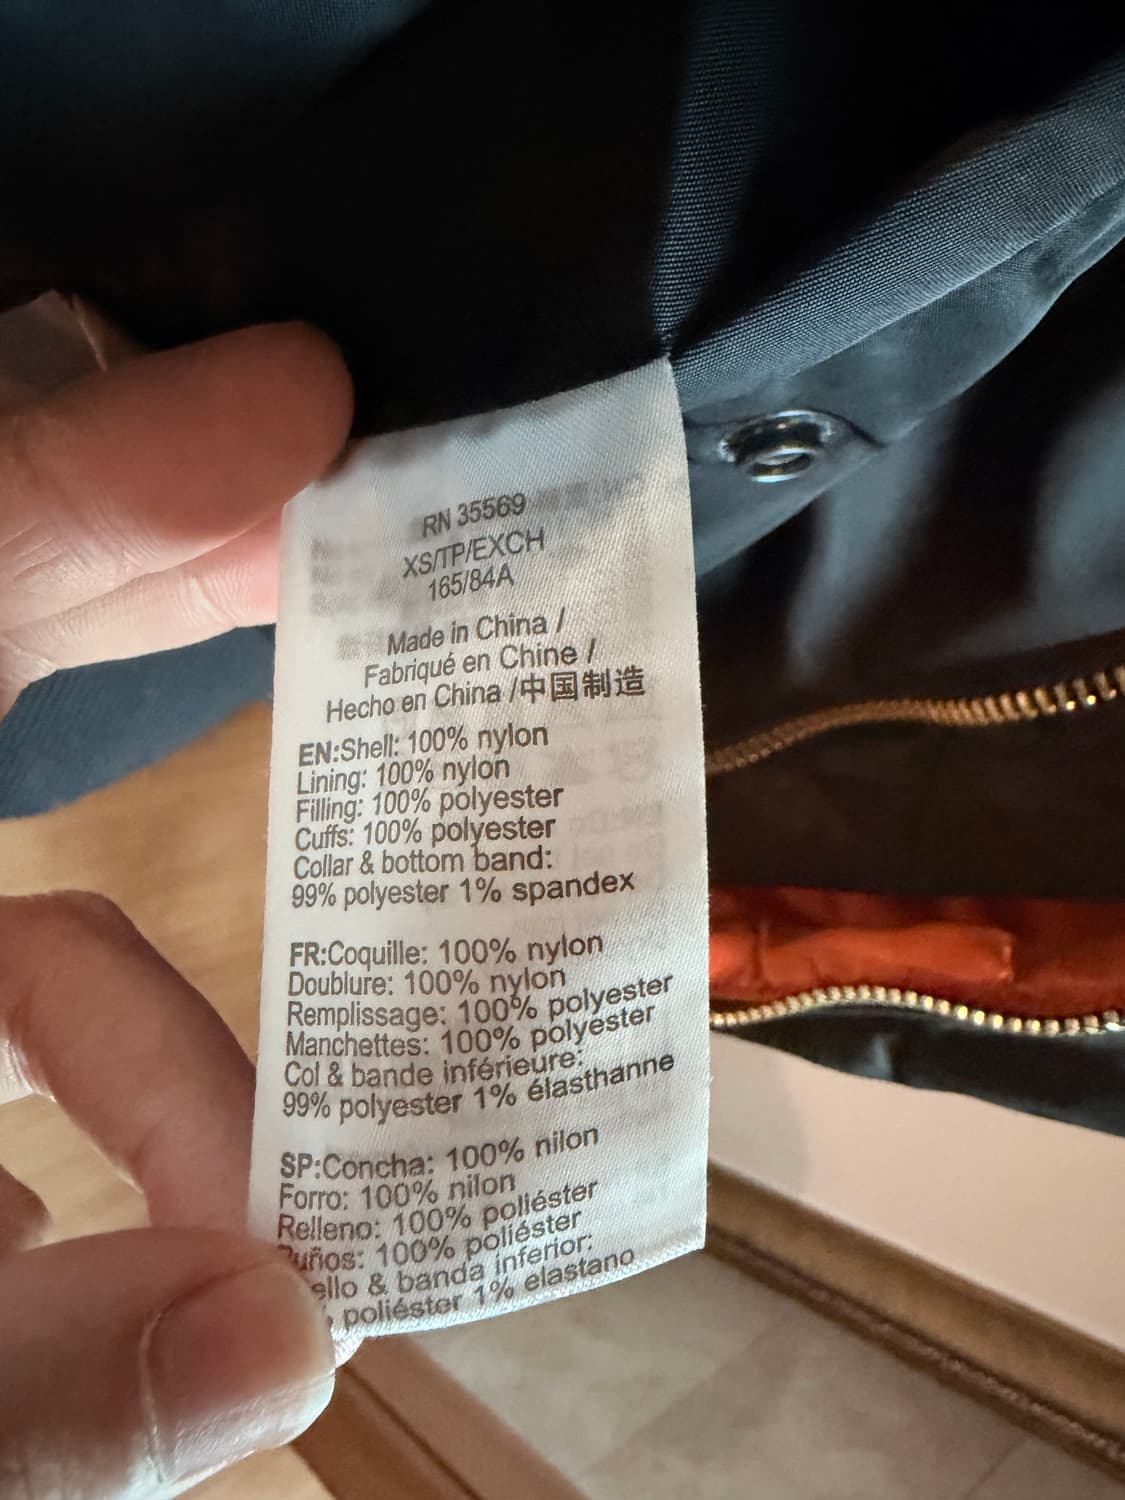 RN 35569
XS/TP/EXCH
165/84A
Made in China /
Fabriqué en Chine /
Hecho en China /中国制造
EN:Shell: 100% nylon
Lining: 100% nylon
Filling: 100% polyester
Cuffs: 100% polyester
Collar & bottom band:
99% polyester 1% spandex
FR:Coquille: 100% nylon
Doublure: 100% nylon
Remplissage: 100% polyester
Manchettes: 100% polyester
Col & bande inférieure:
99% polyester 1% élasthanne
SP:Concha: 100% nilon
Forro: 100% nilon
Relleno: 100% poliéster
uños: 100% poliéster
ello & banda inferior:
poliéster 1% elastano